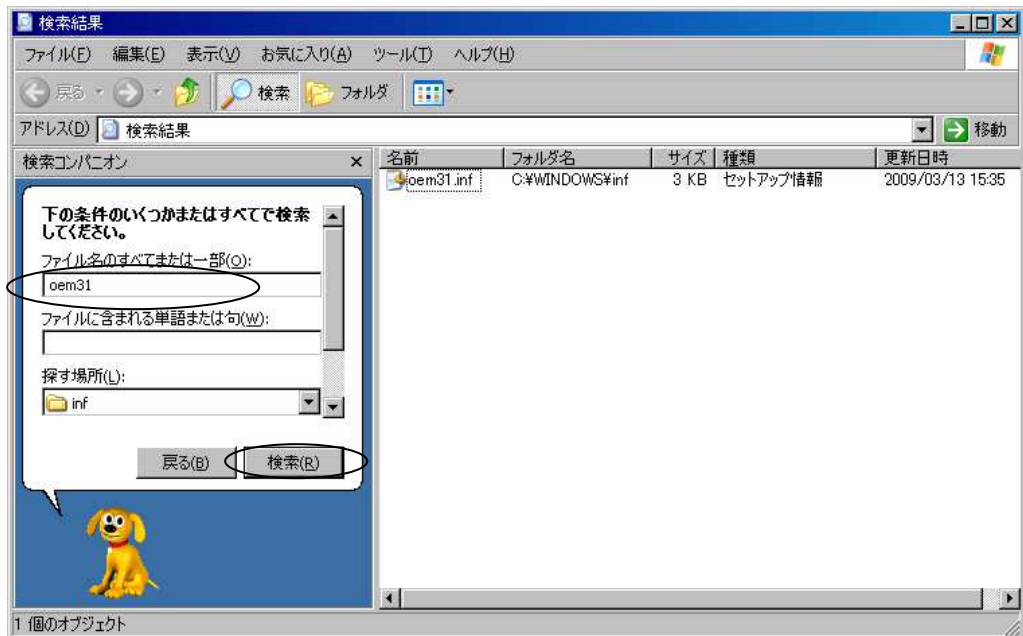 検索結果
ファイル(F) 編集(E) 表示(V) お気に入り(A) ツール(T) ヘルプ(H)
戻る 検索 フォルダ
アドレス(D) 検索結果 移動
検索コンパニオン ×
名前 フォルダ名 サイズ 種類 更新日時
oem31.inf C:¥WINDOWS¥inf 3 KB セットアップ情報 2009/03/13 15:35
下の条件のいくつかまたはすべてで検索
してください。
ファイル名のすべてまたは一部(O):
oem31
ファイルに含まれる単語または句(W):
探す場所(L):
inf
戻る(B) 検索(R)
1 個のオブジェクト